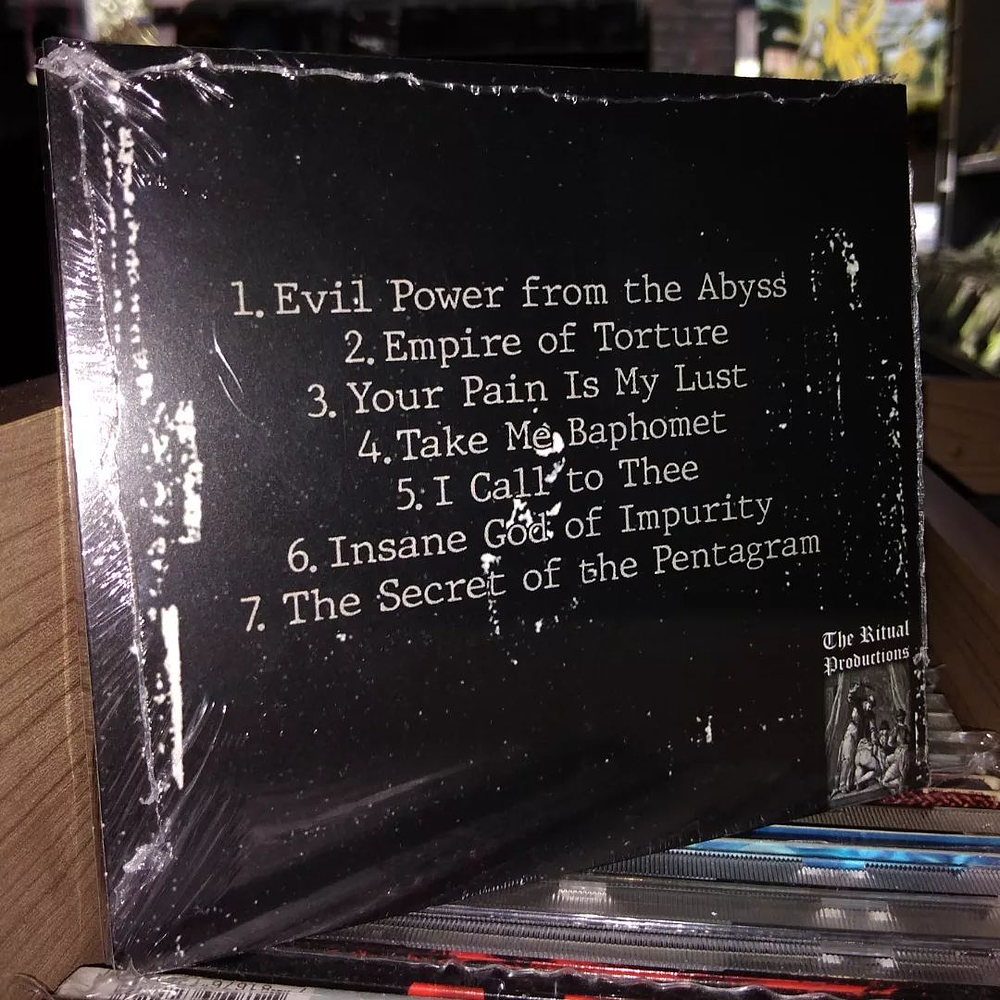 1. Evil Power from the Abyss
2. Empire of Torture
3. Your Pain Is My Lust
4. Take Me Baphomet
5. I Call to Thee
6. Insane God of Impurity
7. The Secret of the Pentagram
The Ritual
Productions